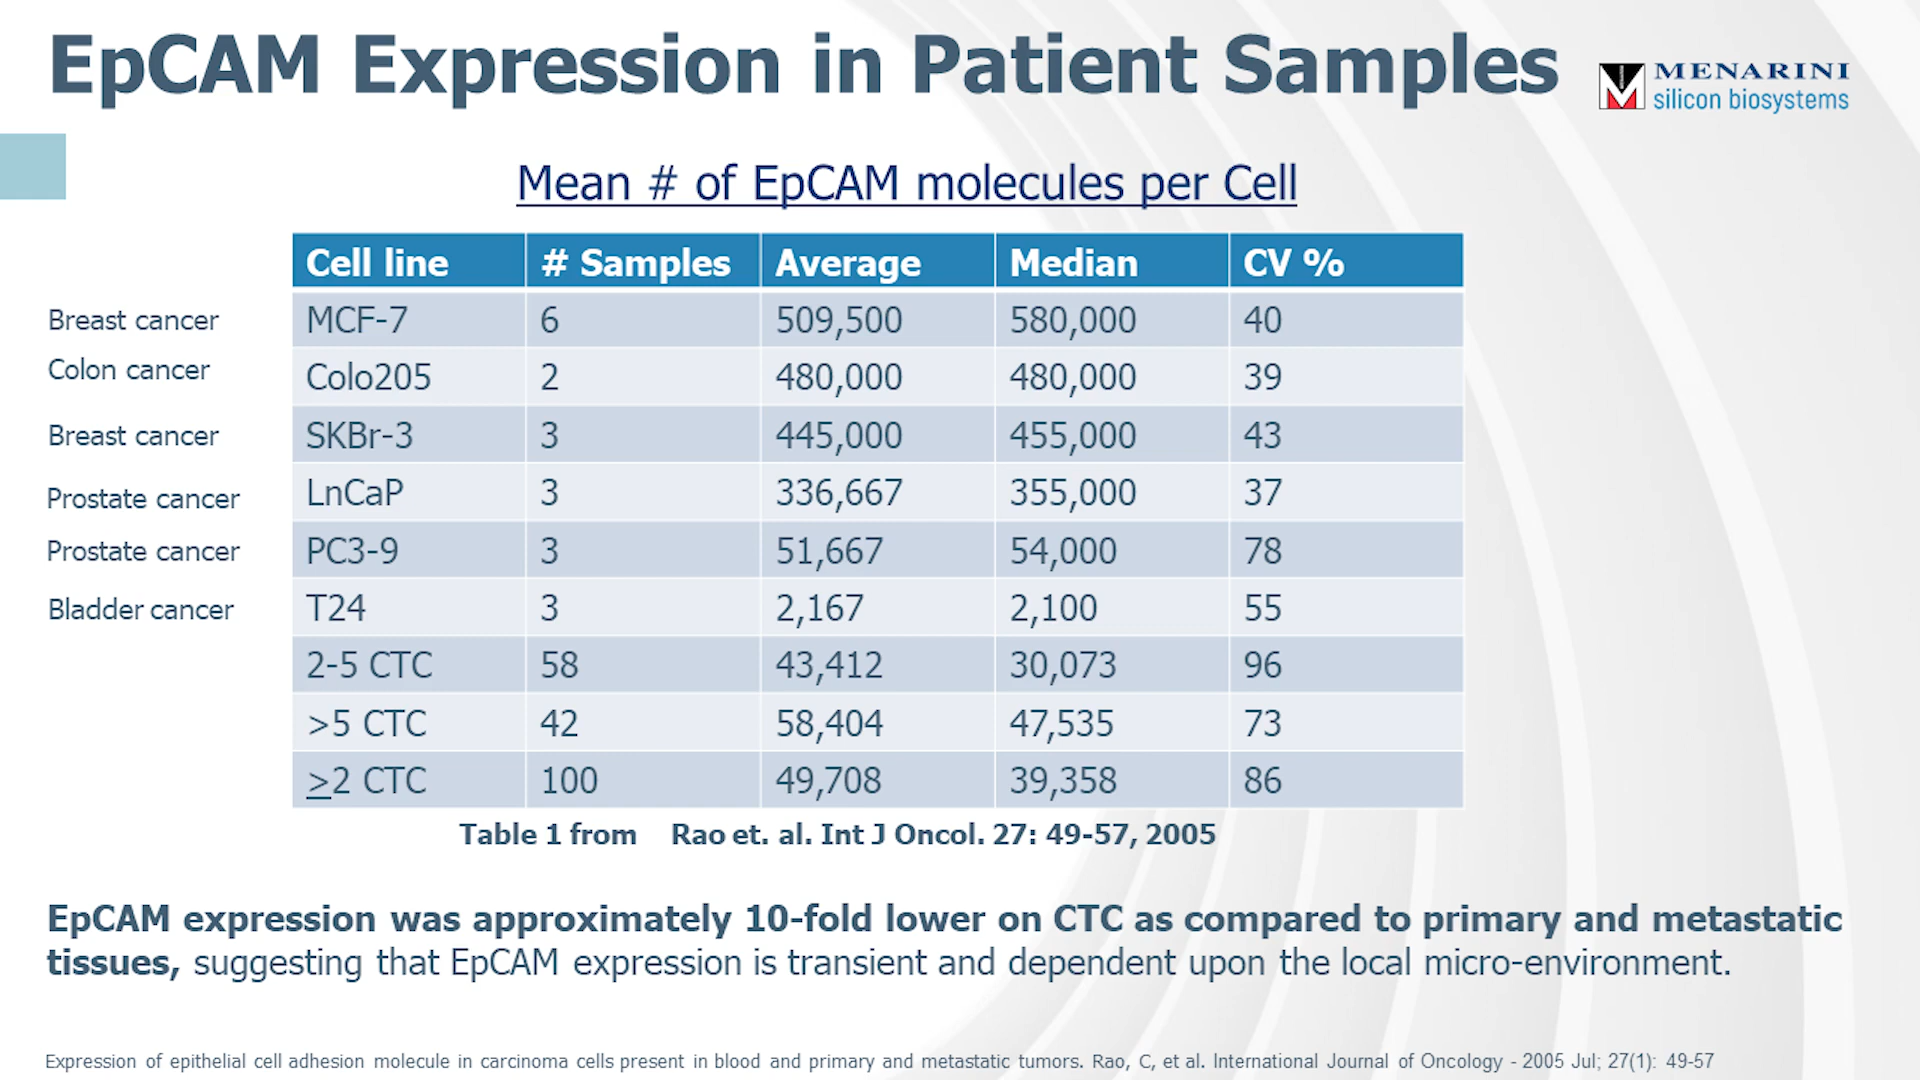 EpCAM Expression in Patient Samples
MENARINI
silicon biosystems
Mean # of EpCAM molecules per Cell
Cell line # Samples Average Median CV %
Breast cancer MCF-7 6 509,500 580,000 40
Colon cancer Colo205 2 480,000 480,000 39
Breast cancer SKBr-3 3 445,000 455,000 43
Prostate cancer LnCaP 3 336,667 355,000 37
Prostate cancer PC3-9 3 51,667 54,000 78
Bladder cancer T24 3 2,167 2,100 55
2-5 CTC 58 43,412 30,073 96
>5 CTC 42 58,404 47,535 73
≥2 CTC 100 49,708 39,358 86
Table 1 from Rao et. al. Int J Oncol. 27: 49-57, 2005
EpCAM expression was approximately 10-fold lower on CTC as compared to primary and metastatic
tissues, suggesting that EpCAM expression is transient and dependent upon the local micro-environment.
Expression of epithelial cell adhesion molecule in carcinoma cells present in blood and primary and metastatic tumors. Rao, C, et al. International Journal of Oncology - 2005 Jul; 27(1): 49-57